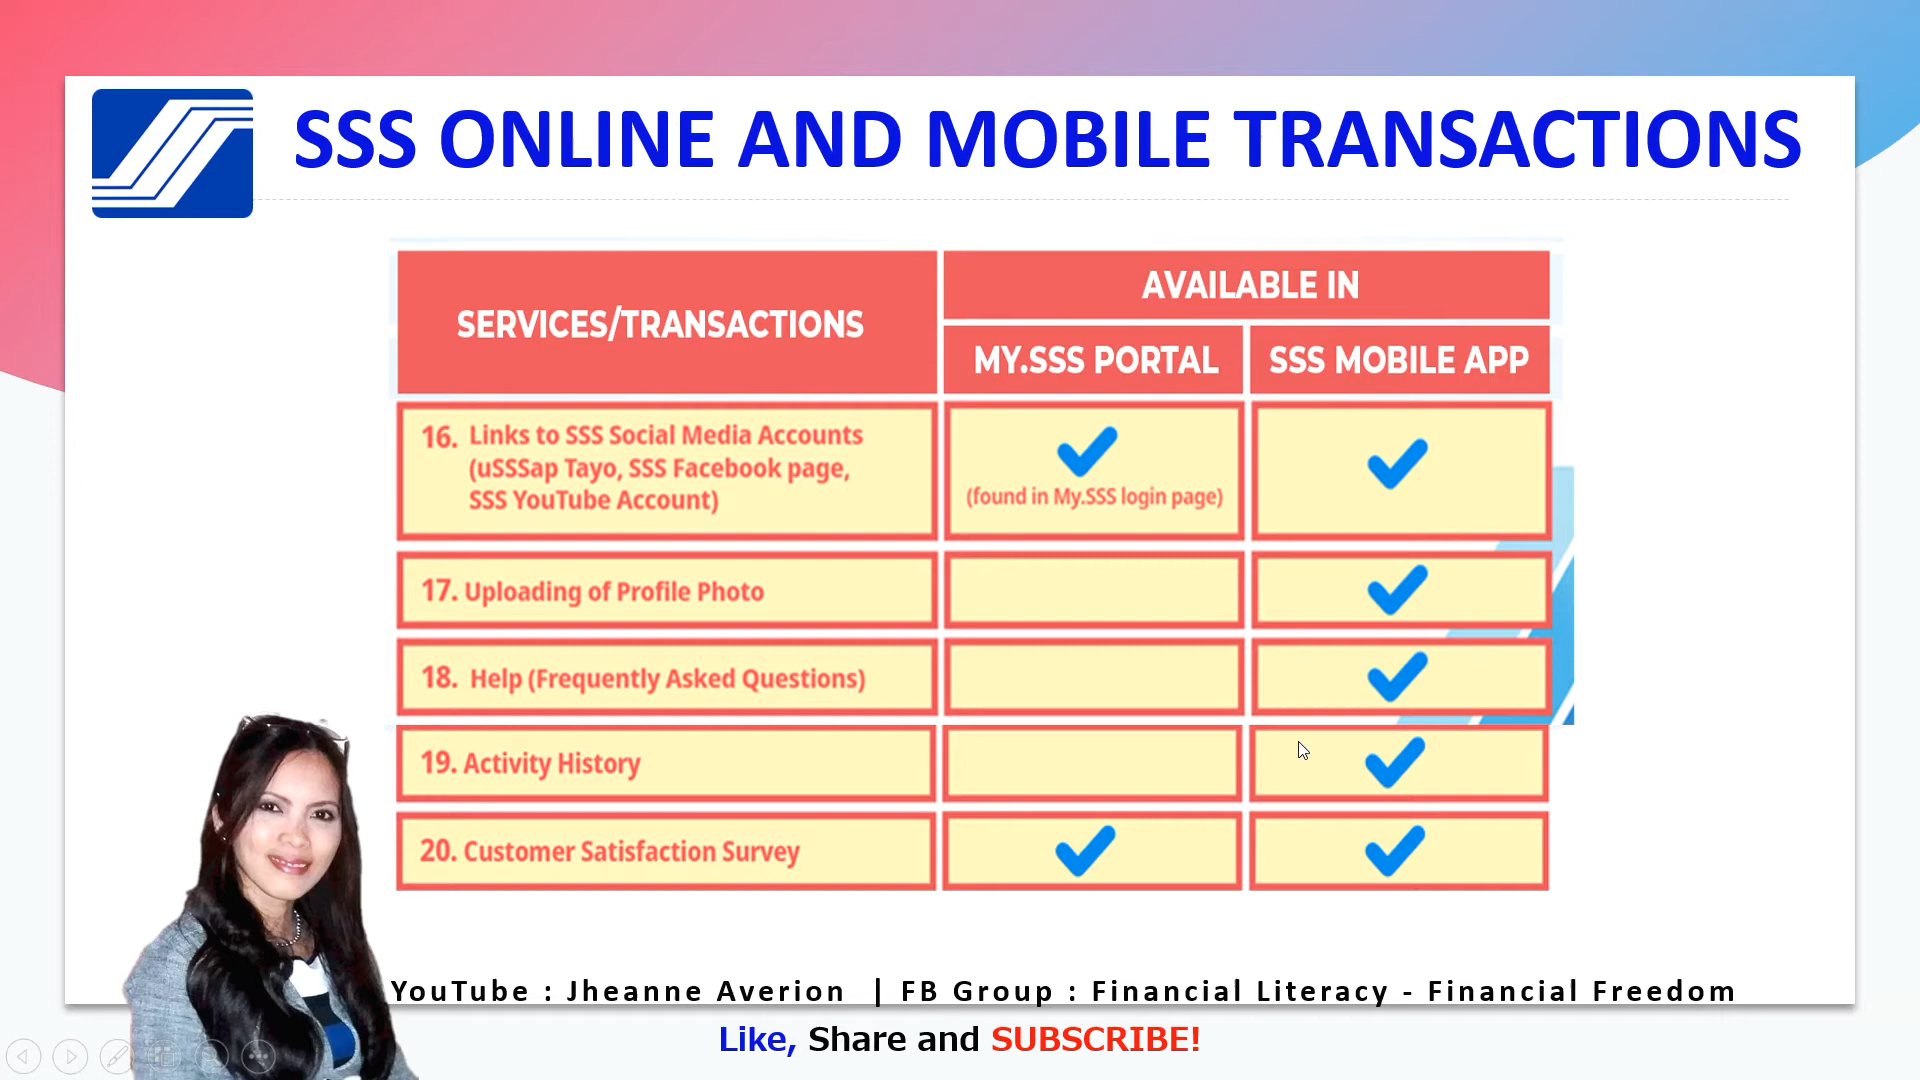 SSS ONLINE AND MOBILE TRANSACTIONS
SERVICES/TRANSACTIONS
AVAILABLE IN
MY.SSS PORTAL
SSS MOBILE APP
16. Links to SSS Social Media Accounts
(uSSSap Tayo, SSS Facebook page,
SSS YouTube Account)
(found in My.SSS login page)
17. Uploading of Profile Photo
18. Help (Frequently Asked Questions)
19. Activity History
20. Customer Satisfaction Survey
YouTube : Jheanne Averion | FB Group : Financial Literacy - Financial Freedom
Like, Share and SUBSCRIBE!